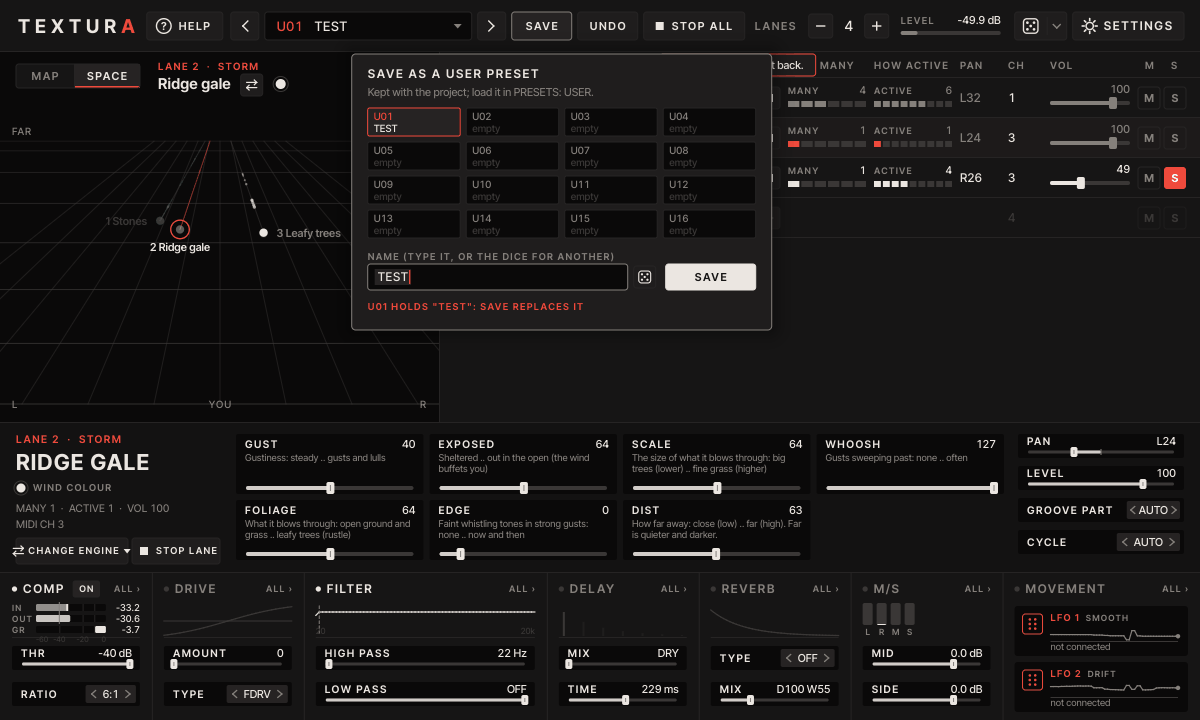 TEXTURA
HELP
U01 TEST
SAVE
UNDO
STOP ALL
LANES
4
LEVEL -49.9 dB
SETTINGS
MAP
SPACE
LANE 2 · STORM
Ridge gale
FAR
1 Stones
2 Ridge gale
3 Leafy trees
L
YOU
R
SAVE AS A USER PRESET
Kept with the project; load it in PRESETS: USER.
U01
TEST
U02
empty
U03
empty
U04
empty
U05
empty
U06
empty
U07
empty
U08
empty
U09
empty
U10
empty
U11
empty
U12
empty
U13
empty
U14
empty
U15
empty
U16
empty
NAME (TYPE IT, OR THE DICE FOR ANOTHER)
TEST
SAVE
U01 HOLDS "TEST": SAVE REPLACES IT
back.
MANY
HOW ACTIVE
PAN
CH
VOL
M
S
MANY 4
ACTIVE 6
L32
1
100
M
S
MANY 1
ACTIVE 1
L24
3
100
M
S
MANY 1
ACTIVE 4
R26
3
49
M
S
4
M
S
LANE 2 · STORM
RIDGE GALE
WIND COLOUR
MANY 1 · ACTIVE 1 · VOL 100
MIDI CH 3
CHANGE ENGINE
STOP LANE
GUST 40
Gustiness: steady .. gusts and lulls
EXPOSED 64
Sheltered .. out in the open (the wind
buffets you)
SCALE 64
The size of what it blows through: big
trees (lower) .. fine grass (higher)
WHOOSH 127
Gusts sweeping past: none .. often
FOLIAGE 64
What it blows through: open ground and
grass .. leafy trees (rustle)
EDGE 0
Faint whistling tones in strong gusts:
none .. now and then
DIST 63
How far away: close (low) .. far (high). Far
is quieter and darker.
PAN L24
LEVEL 100
GROOVE PART < AUTO >
CYCLE < AUTO >
COMP
ON
ALL ›
IN -33.2
OUT -30.6
GR -3.7
-60 -40 -20 0
THR -40 dB
RATIO < 6:1 >
DRIVE
ALL ›
AMOUNT 0
TYPE < FDRV >
FILTER
ALL ›
20
20k
HIGH PASS 22 Hz
LOW PASS OFF
DELAY
ALL ›
MIX DRY
TIME 229 ms
REVERB
ALL ›
TYPE < OFF >
MIX D100 W55
M/S
ALL ›
L R M S
MID 0.0 dB
SIDE 0.0 dB
MOVEMENT
ALL ›
LFO 1 SMOOTH
not connected
LFO 2 DRIFT
not connected